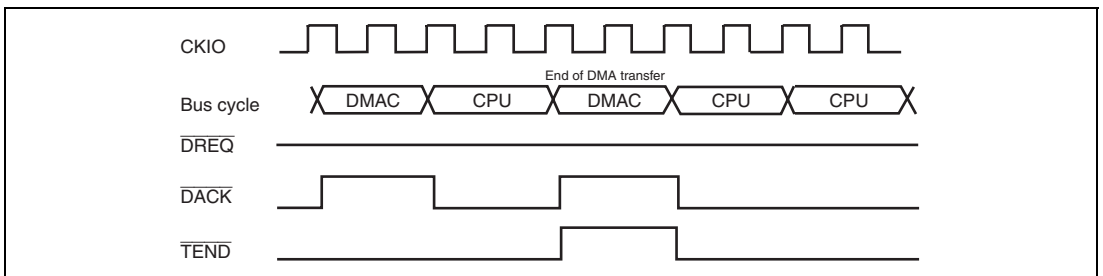 CKIO
End of DMA transfer
Bus cycle DMAC CPU DMAC CPU CPU
DREQ
DACK
TEND